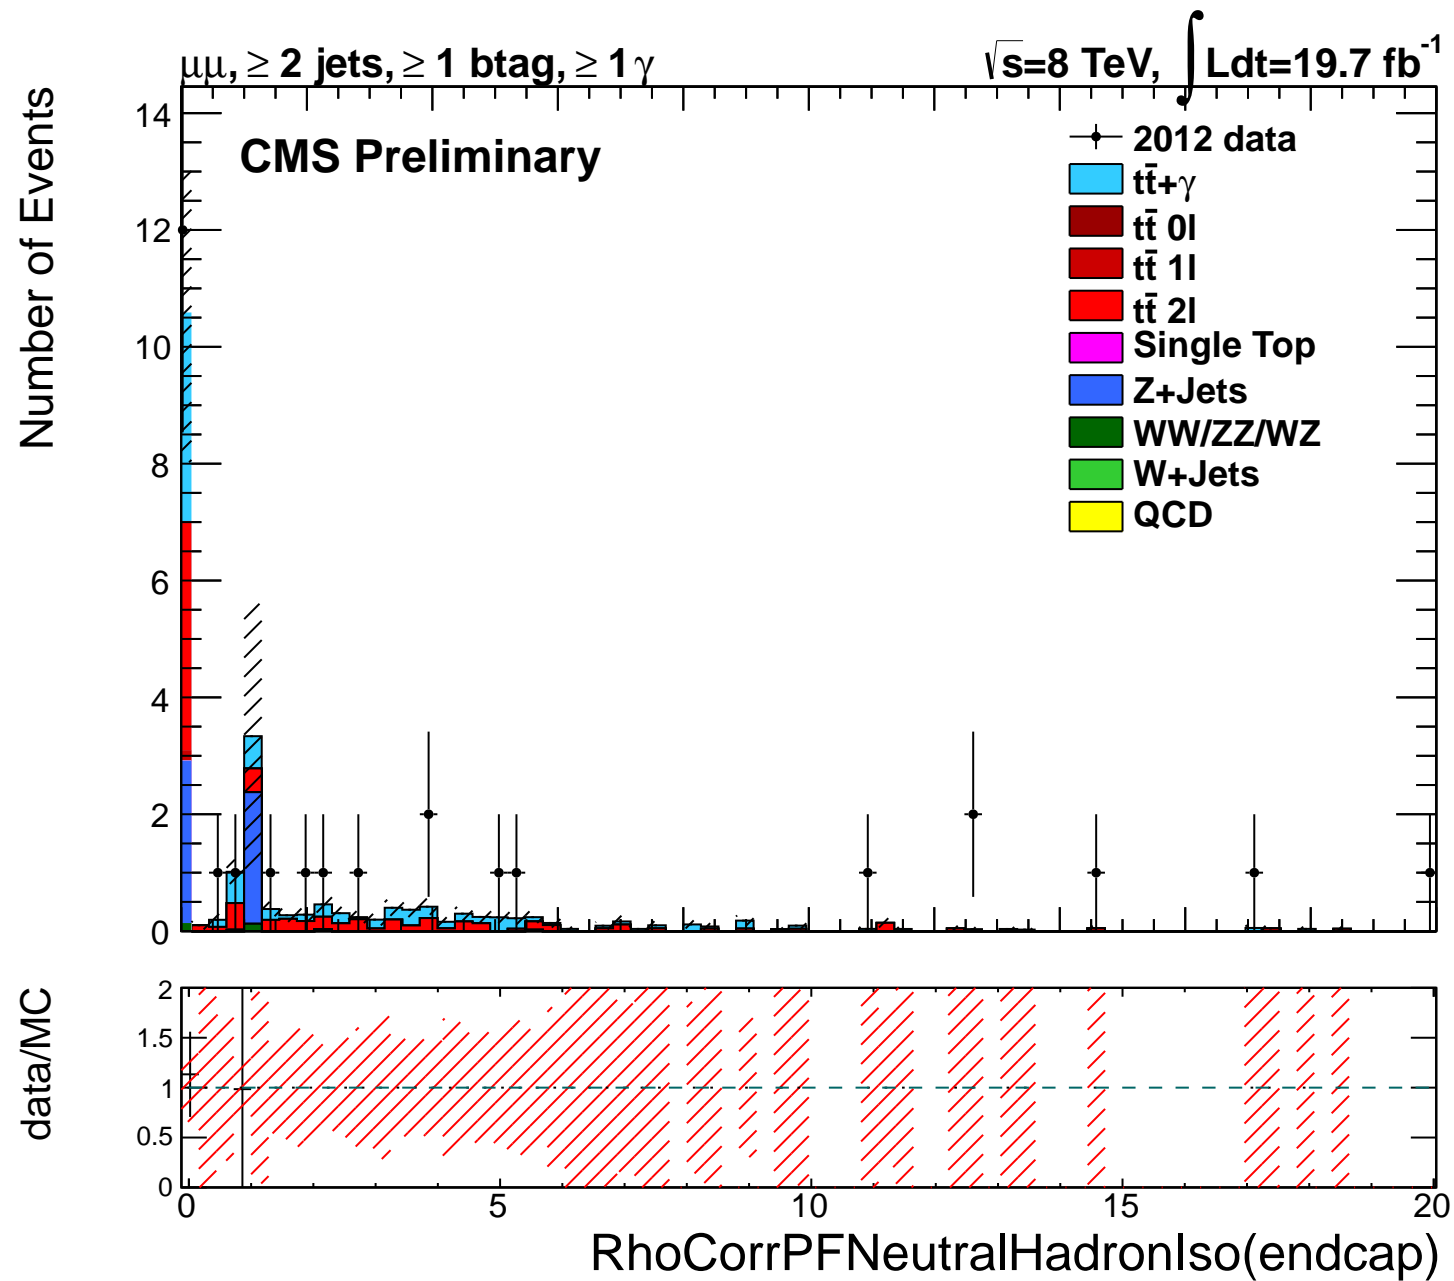 μμ, ≥ 2 jets, ≥ 1 btag, ≥ 1 γ
√s=8 TeV, ∫ Ldt=19.7 fb⁻¹
Number of Events
14
12
10
8
6
4
2
0
CMS Preliminary
2012 data
tt̄+γ
tt̄ 0l
tt̄ 1l
tt̄ 2l
Single Top
Z+Jets
WW/ZZ/WZ
W+Jets
QCD
data/MC
2
1.5
1
0.5
0
0 5 10 15 20
RhoCorrPFNeutralHadronIso(endcap)